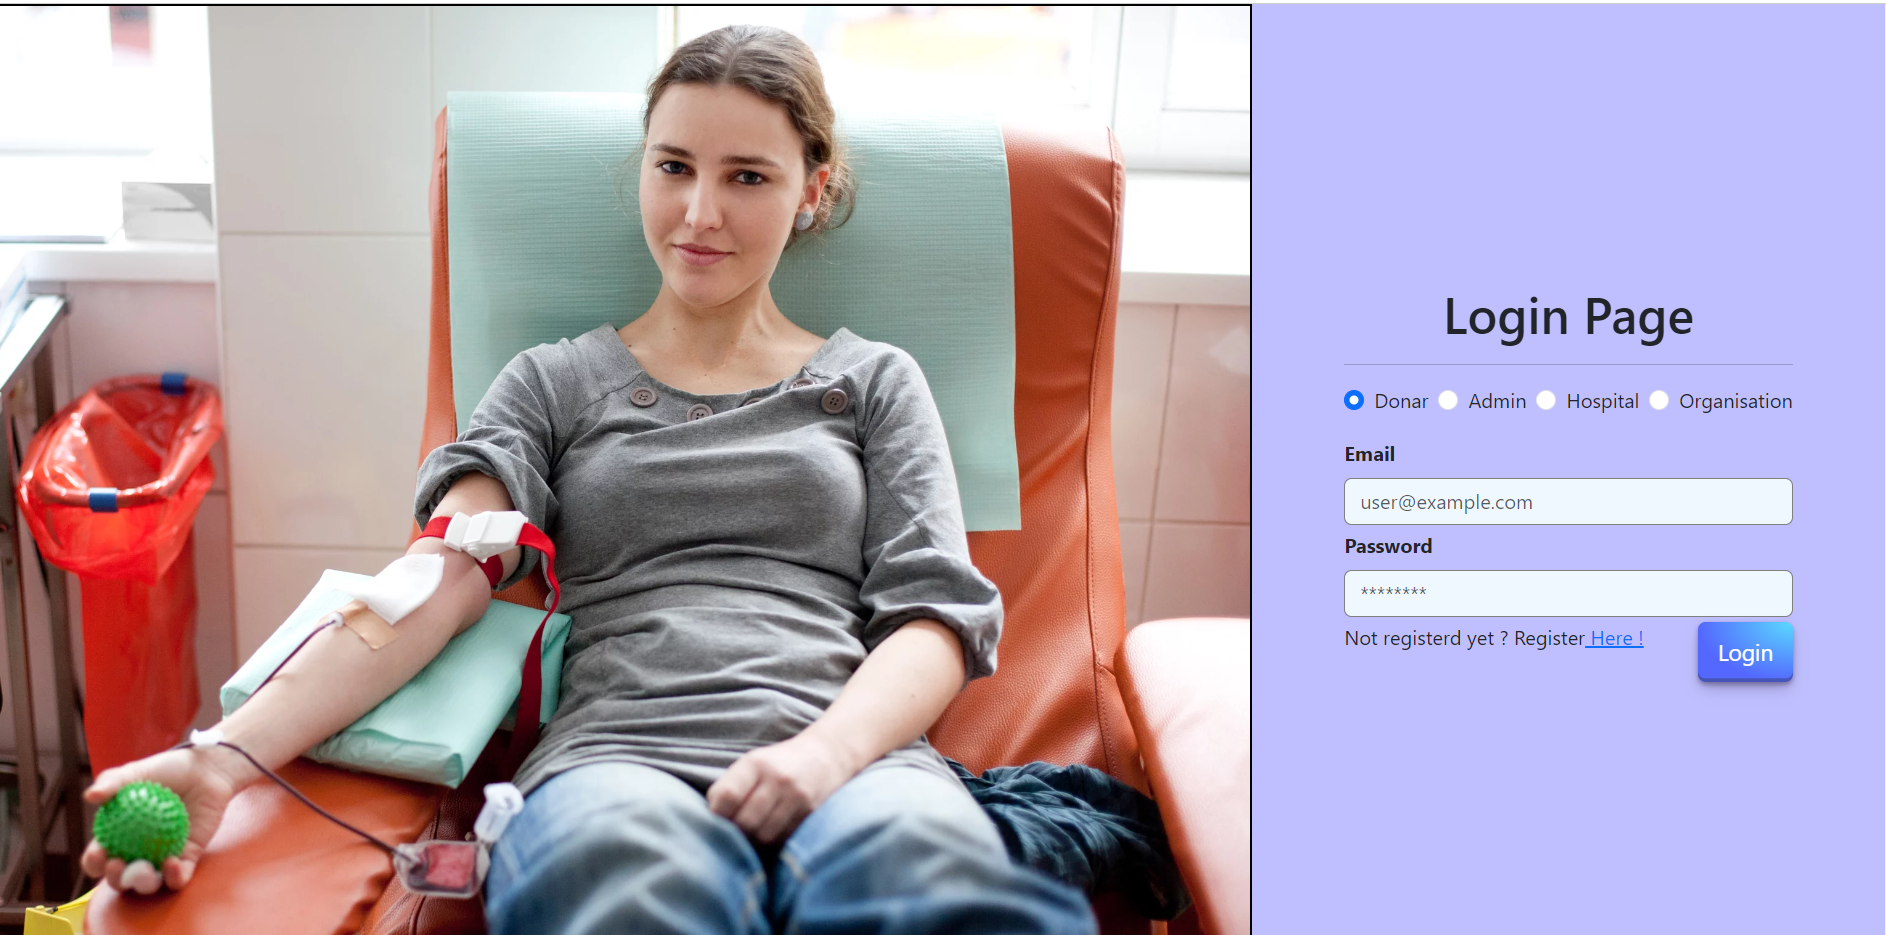 Login Page
Donar Admin Hospital Organisation
Email
user@example.com
Password
********
Not registerd yet ? Register Here !
Login